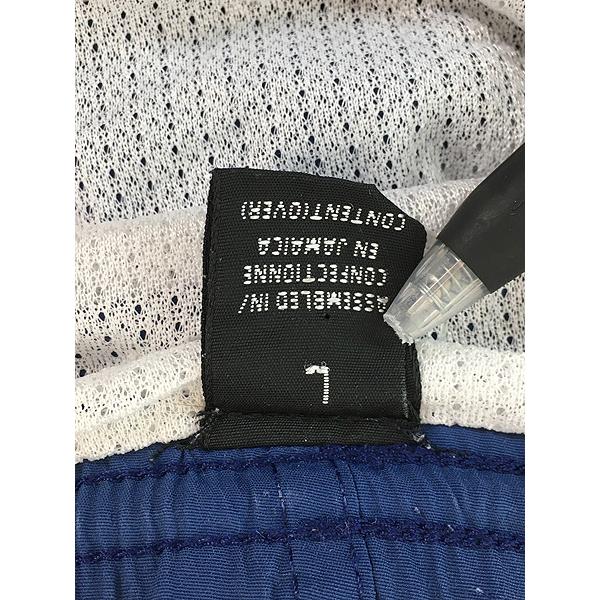 L
ASSEMBLED IN/
CONFECTIONNE
EN JAMAICA
CONTENT(OVER)